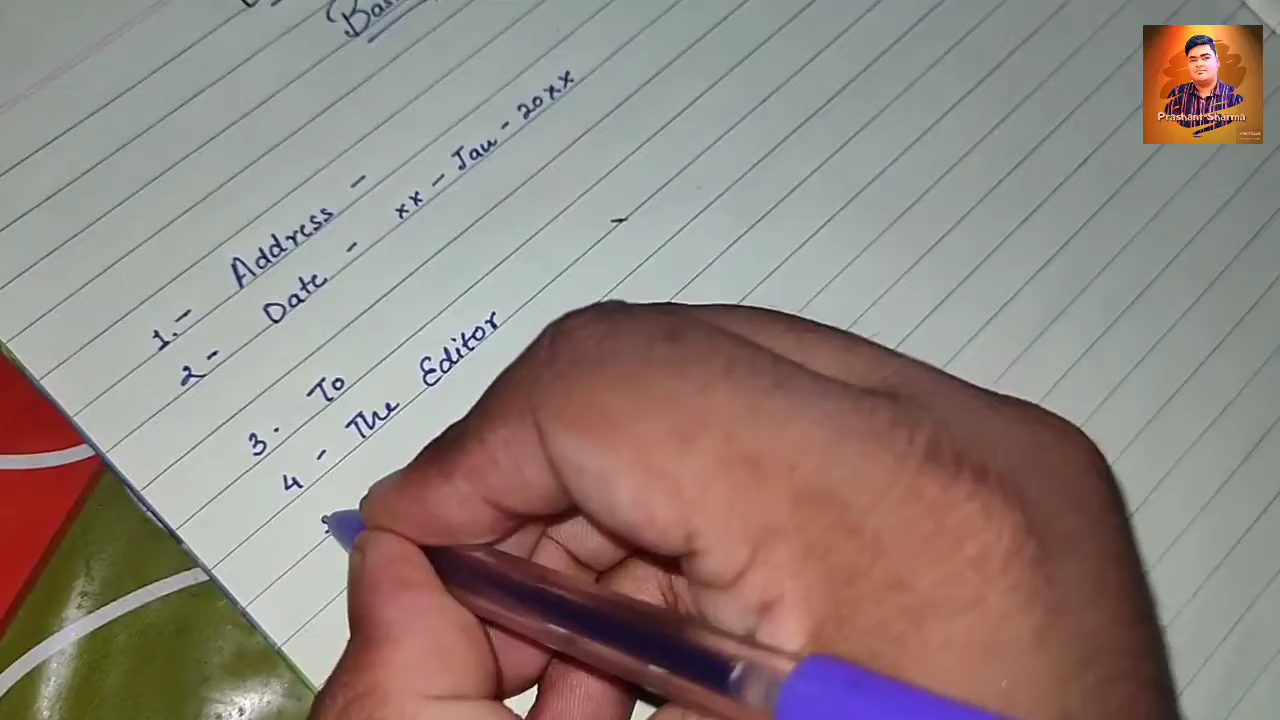 1.- Address -
2- Date - xx - Jan - 20xx
3. To
4 - The Editor
Prashant Sharma